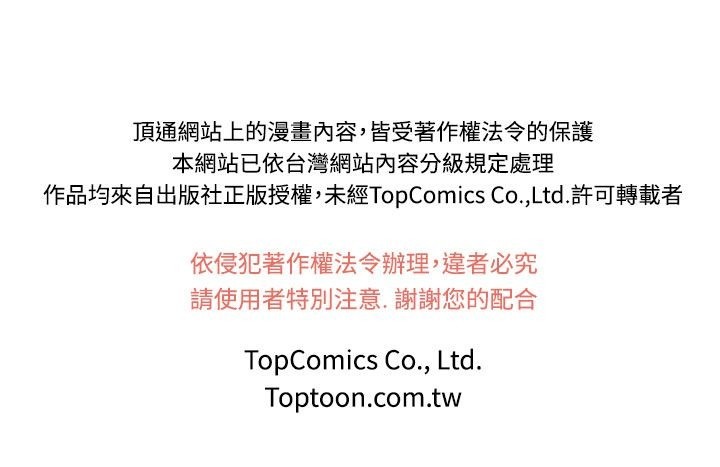 頂通網站上的漫畫內容,皆受著作權法令的保護
本網站已依台灣網站內容分級規定處理
作品均來自出版社正版授權,未經TopComics Co.,Ltd.許可轉載者
依侵犯著作權法令辦理,違者必究
請使用者特別注意. 謝謝您的配合
TopComics Co., Ltd.
Toptoon.com.tw